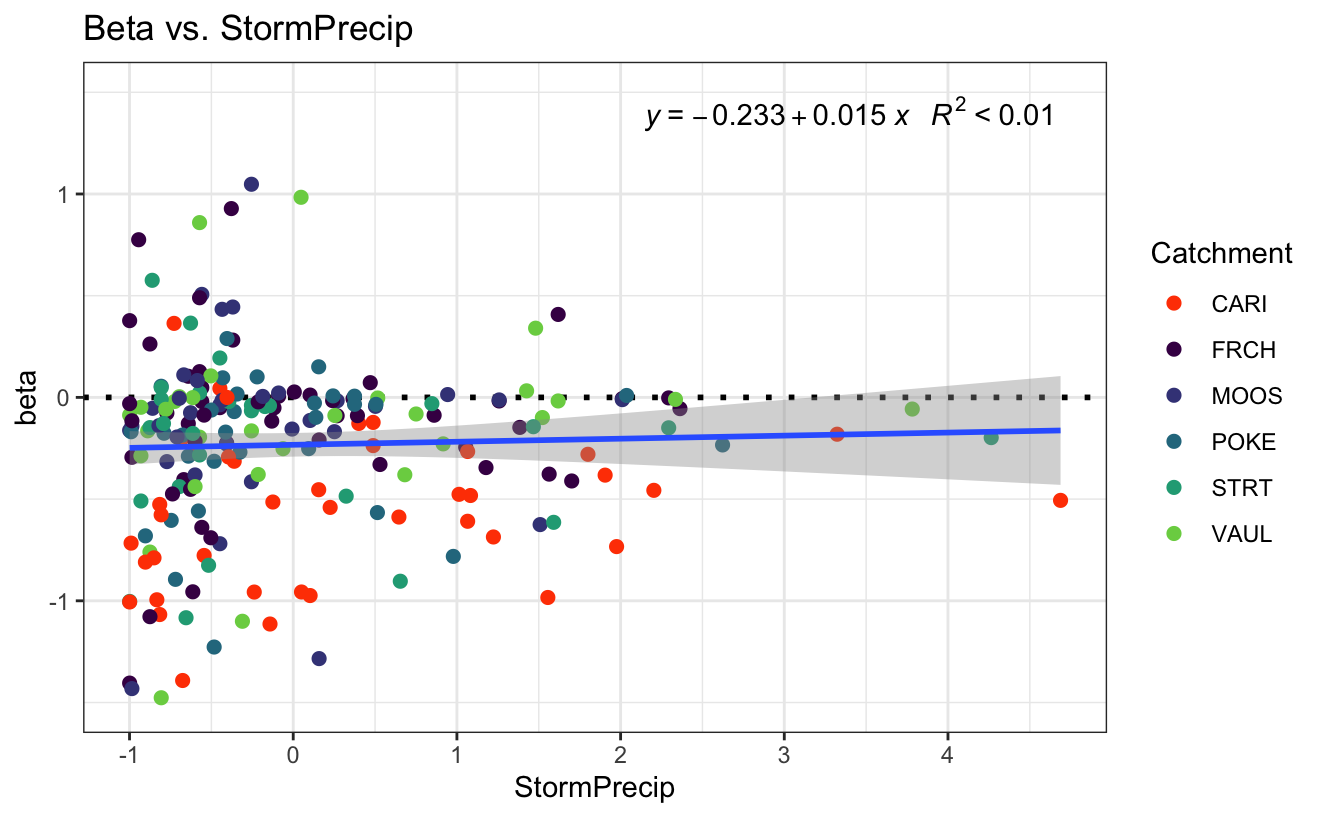 Beta vs. StormPrecip
y = −0.233 + 0.015 x R² < 0.01
1
0
-1
beta
-1 0 1 2 3 4
StormPrecip
Catchment
CARI
FRCH
MOOS
POKE
STRT
VAUL